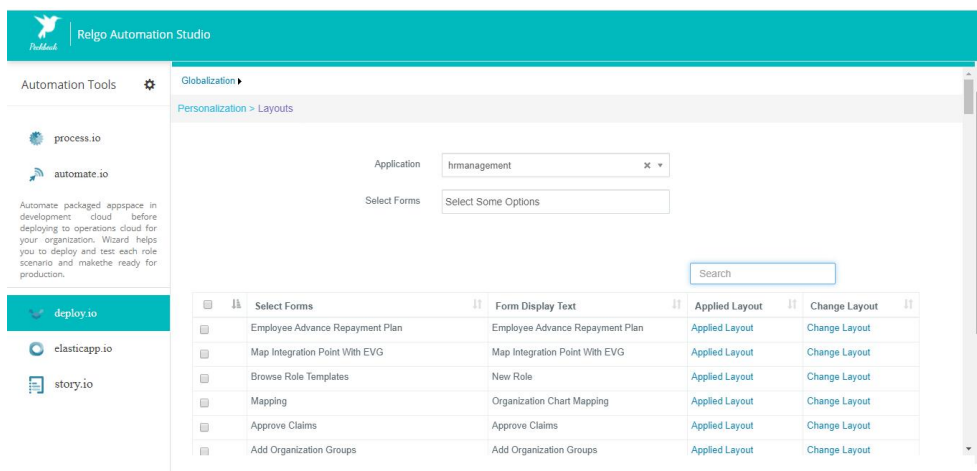 Relgo Automation Studio
Automation Tools
process.io
automate.io
Automate packaged appspace in
development cloud before
deploying to operations cloud for
your organization. Wizard helps
you to deploy and test each role
scenario and makethe ready for
production.
deploy.io
elasticapp.io
story.io
Globalization
Personalization > Layouts
Application
hrmanagement
Select Forms
Select Some Options
Search
Select Forms Form Display Text Applied Layout Change Layout
Employee Advance Repayment Plan Employee Advance Repayment Plan Applied Layout Change Layout
Map Integration Point With EVG Map Integration Point With EVG Applied Layout Change Layout
Browse Role Templates New Role Applied Layout Change Layout
Mapping Organization Chart Mapping Applied Layout Change Layout
Approve Claims Approve Claims Applied Layout Change Layout
Add Organization Groups Add Organization Groups Applied Layout Change Layout